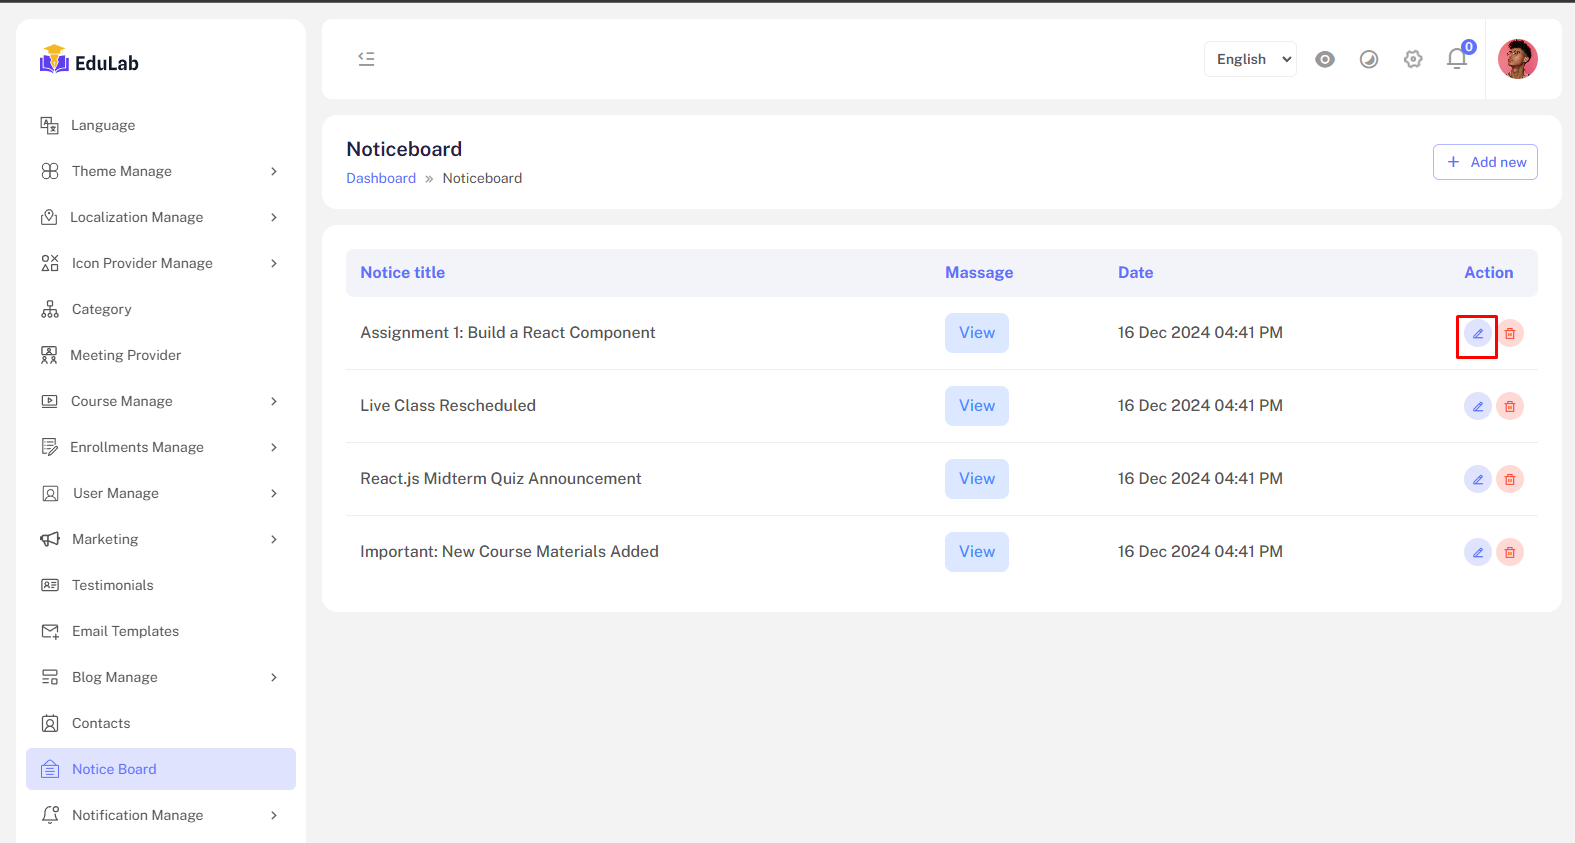 EduLab
Language
Theme Manage
Localization Manage
Icon Provider Manage
Category
Meeting Provider
Course Manage
Enrollments Manage
User Manage
Marketing
Testimonials
Email Templates
Blog Manage
Contacts
Notice Board
Notification Manage
English
0
Noticeboard
Dashboard » Noticeboard
+ Add new
Notice title Massage Date Action
Assignment 1: Build a React Component View 16 Dec 2024 04:41 PM
Live Class Rescheduled View 16 Dec 2024 04:41 PM
React.js Midterm Quiz Announcement View 16 Dec 2024 04:41 PM
Important: New Course Materials Added View 16 Dec 2024 04:41 PM